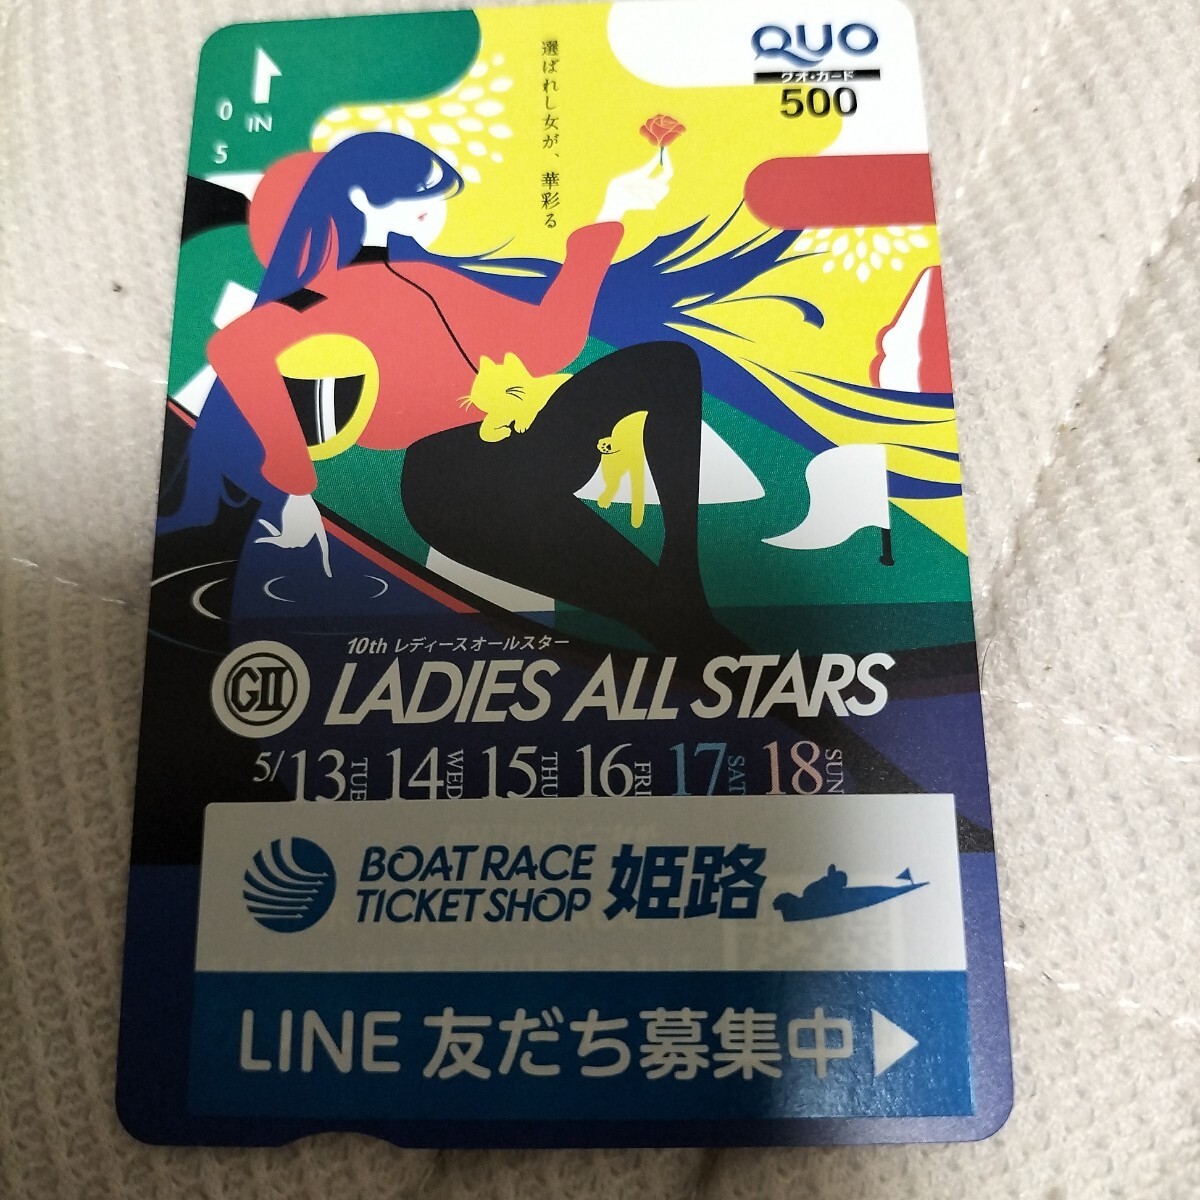 QUO
クオ・カード
500
0
5
IN
選ばれし女が、華彩る
10th レディースオールスター
GII LADIES ALL STARS
5/13 TUE 14 WED 15 THU 16 FRI 17 SAT 18 SUN
BOAT RACE
TICKET SHOP 姫路
LINE 友だち募集中